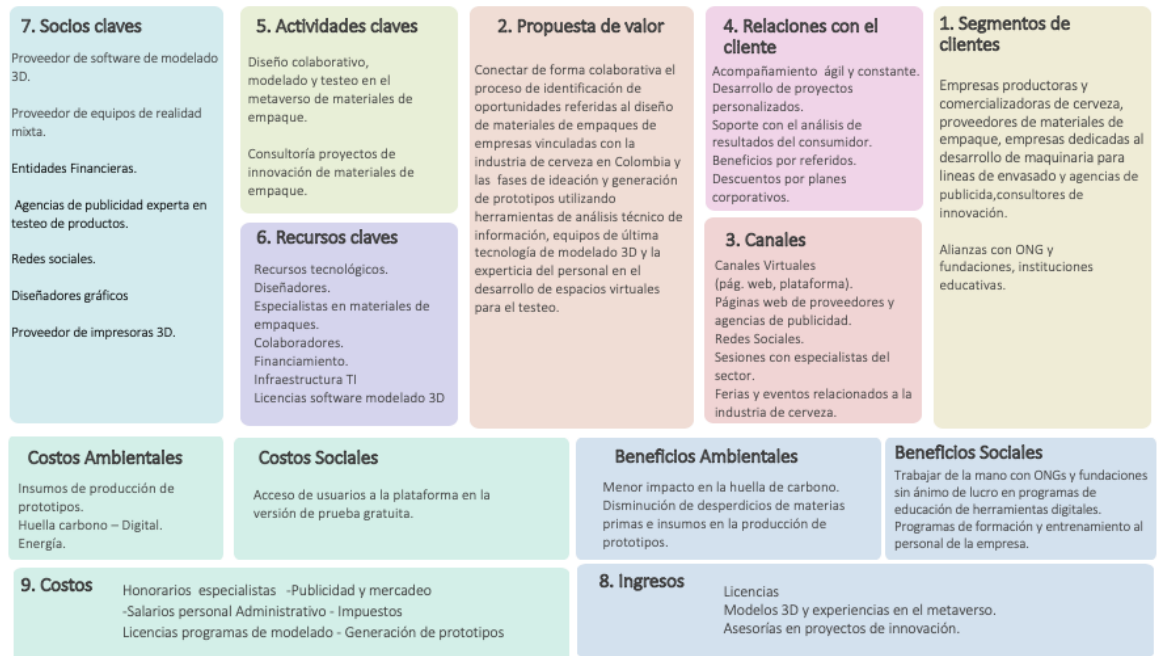 7. Socios claves
Proveedor de software de modelado
3D.
Proveedor de equipos de realidad
mixta.
Entidades Financieras.
Agencias de publicidad experta en
testeo de productos.
Redes sociales.
Diseñadores gráficos
Proveedor de impresoras 3D.
5. Actividades claves
Diseño colaborativo,
modelado y testeo en el
metaverso de materiales de
empaque.
Consultoría proyectos de
innovación de materiales de
empaque.
6. Recursos claves
Recursos tecnológicos.
Diseñadores.
Especialistas en materiales de
empaques.
Colaboradores.
Financiamiento.
Infraestructura TI
Licencias software modelado 3D
2. Propuesta de valor
Conectar de forma colaborativa el
proceso de identificación de
oportunidades referidas al diseño
de materiales de empaques de
empresas vinculadas con la
industria de cerveza en Colombia y
las fases de ideación y generación
de prototipos utilizando
herramientas de análisis técnico de
información, equipos de última
tecnología de modelado 3D y la
experticia del personal en el
desarrollo de espacios virtuales
para el testeo.
4. Relaciones con el
cliente
Acompañamiento ágil y constante.
Desarrollo de proyectos
personalizados.
Soporte con el análisis de
resultados del consumidor.
Beneficios por referidos.
Descuentos por planes
corporativos.
3. Canales
Canales Virtuales
(pág. web, plataforma).
Páginas web de proveedores y
agencias de publicidad.
Redes Sociales.
Sesiones con especialistas del
sector.
Ferias y eventos relacionados a la
industria de cerveza.
1. Segmentos de
clientes
Empresas productoras y
comercializadoras de cerveza,
proveedores de materiales de
empaque, empresas dedicadas al
desarrollo de maquinaria para
lineas de envasado y agencias de
publicida,consultores de
innovación.
Alianzas con ONG y
fundaciones, instituciones
educativas.
Costos Ambientales
Insumos de producción de
prototipos.
Huella carbono – Digital.
Energía.
Costos Sociales
Acceso de usuarios a la plataforma en la
versión de prueba gratuita.
Beneficios Ambientales
Menor impacto en la huella de carbono.
Disminución de desperdicios de materias
primas e insumos en la producción de
prototipos.
Beneficios Sociales
Trabajar de la mano con ONGs y fundaciones
sin ánimo de lucro en programas de
educación de herramientas digitales.
Programas de formación y entrenamiento al
personal de la empresa.
9. Costos
Honorarios especialistas -Publicidad y mercadeo
-Salarios personal Administrativo - Impuestos
Licencias programas de modelado - Generación de prototipos
8. Ingresos
Licencias
Modelos 3D y experiencias en el metaverso.
Asesorías en proyectos de innovación.